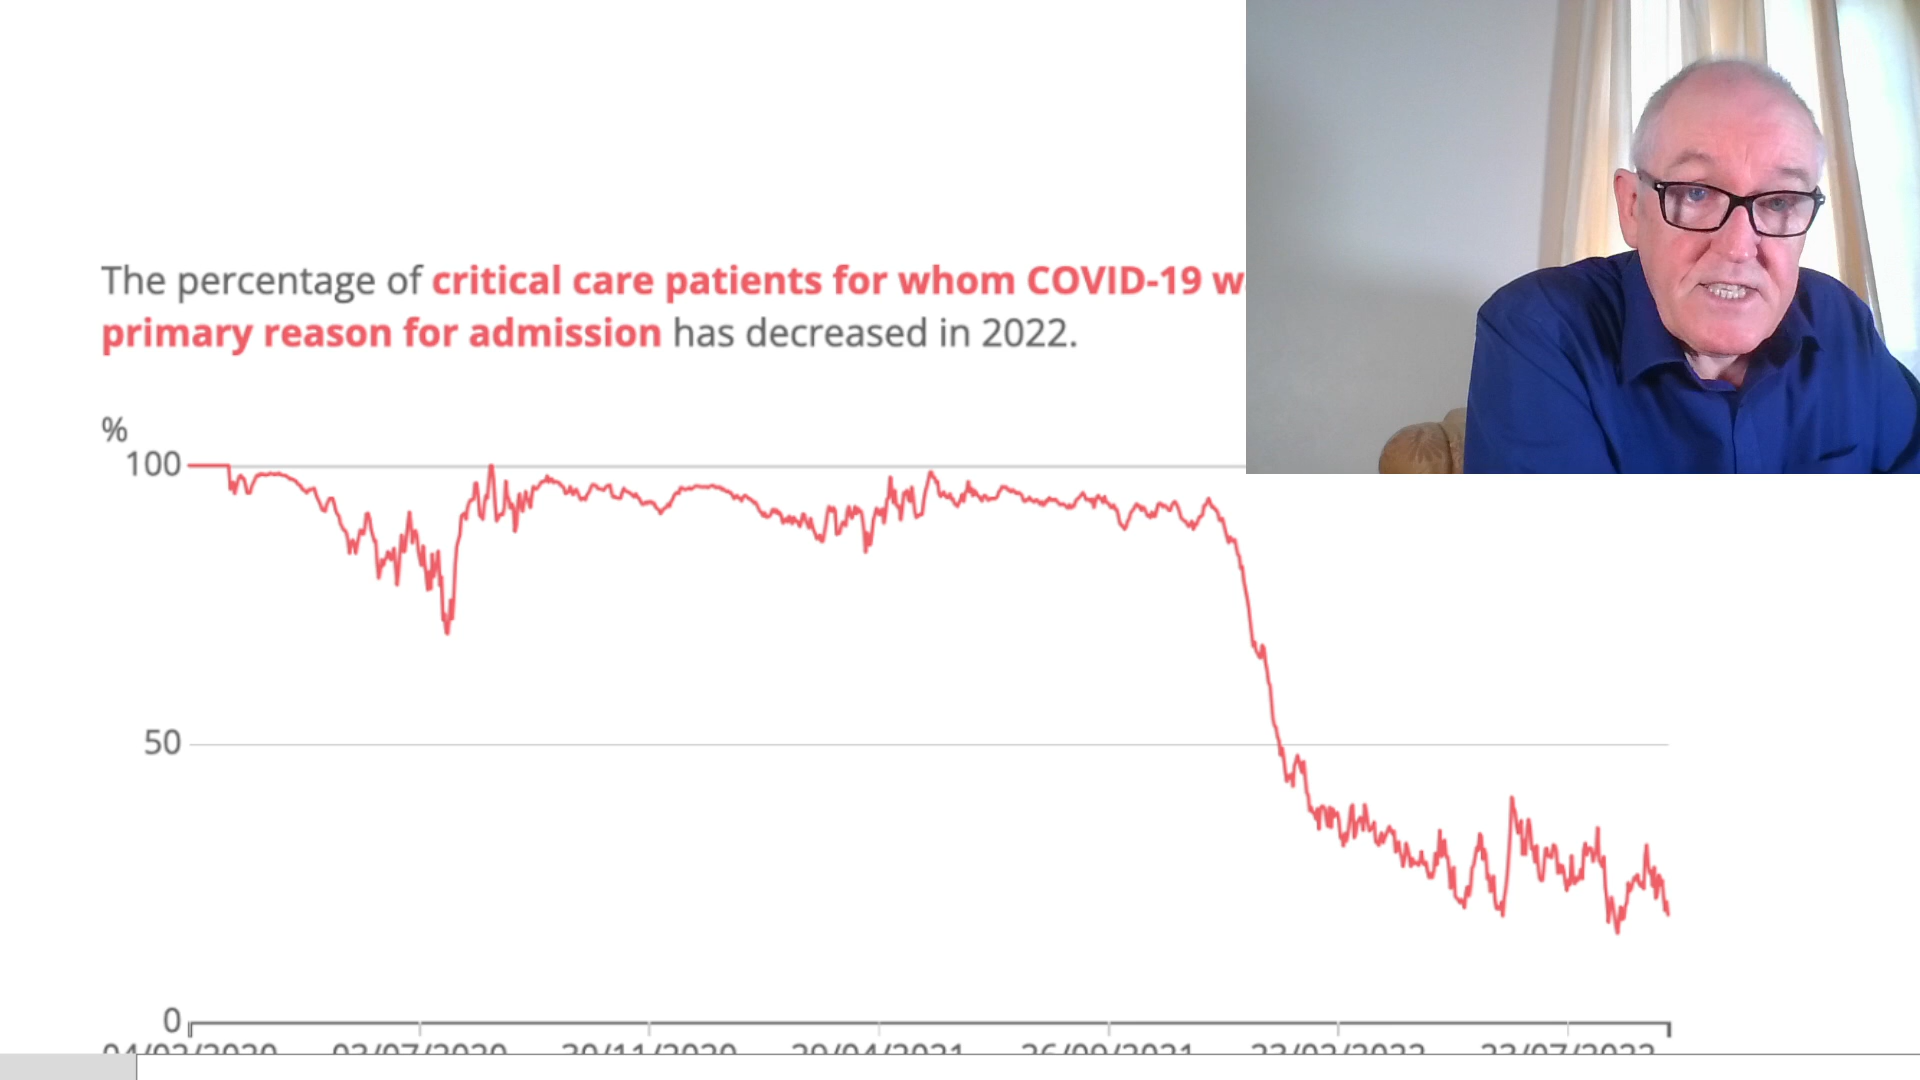 The percentage of critical care patients for whom COVID-19
primary reason for admission has decreased in 2022.
%
100
50
0